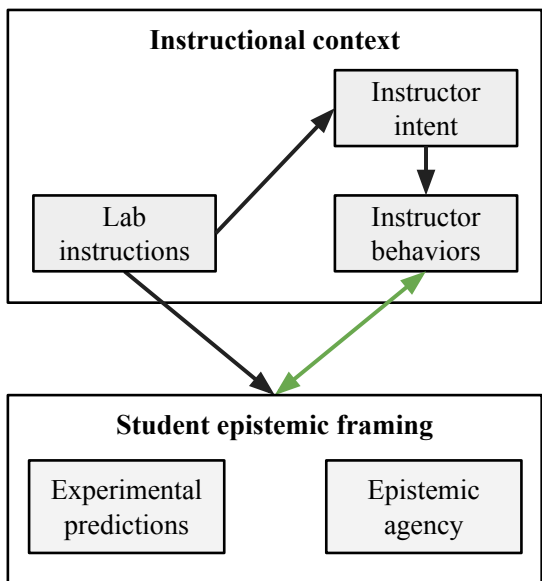 Instructional context
Instructor
intent
Lab
instructions
Instructor
behaviors
Student epistemic framing
Experimental
predictions
Epistemic
agency